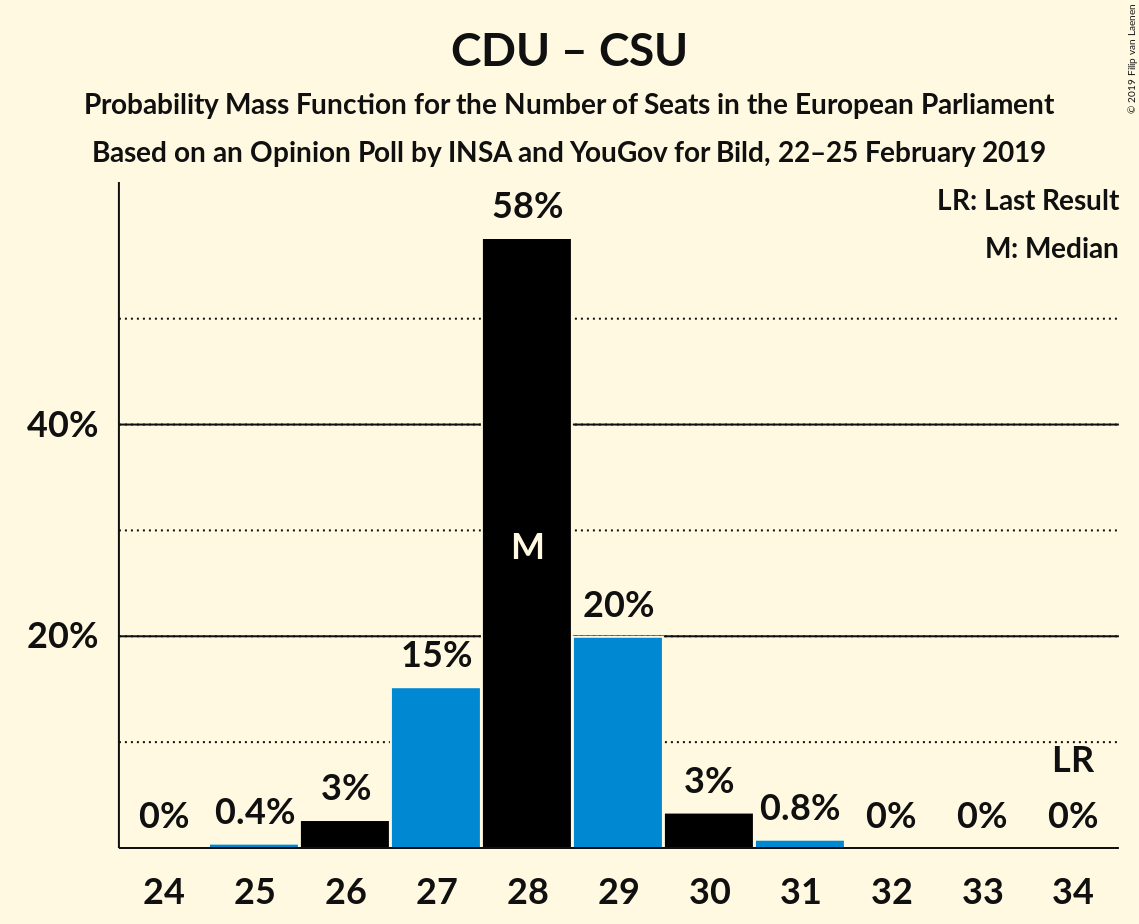 CDU – CSU
Probability Mass Function for the Number of Seats in the European Parliament
Based on an Opinion Poll by INSA and YouGov for Bild, 22–25 February 2019
© 2019 Filip van Laenen
LR: Last Result
M: Median
58%
40%
M
20%
20%
15%
LR
3%
3%
0%
0.4%
0.8%
0%
0%
0%
24 25 26 27 28 29 30 31 32 33 34